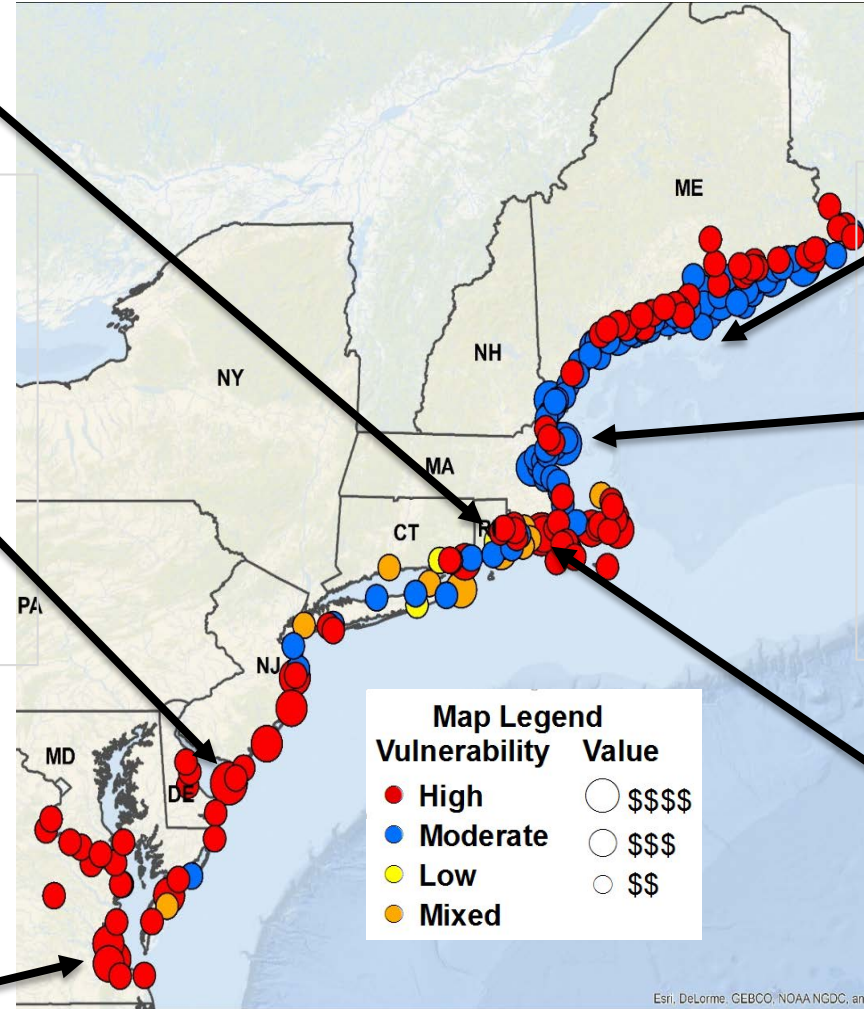 ME
NH
NY
MA
CT
PA
NJ
MD
DE
Map Legend
Vulnerability Value
High $$$$
Moderate $$$
Low $$
Mixed
Esri, DeLorme, GEBCO, NOAA NGDC, an